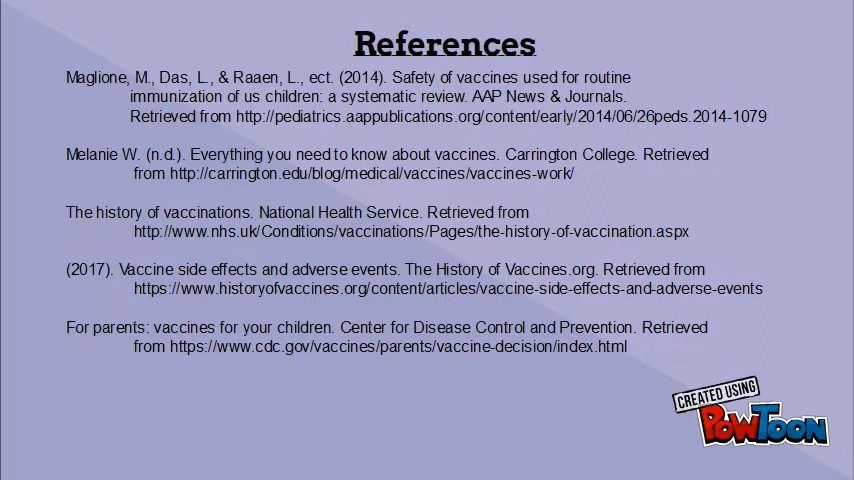 References
Maglione, M., Das, L., & Raaen, L., ect. (2014). Safety of vaccines used for routine
immunization of us children: a systematic review. AAP News & Journals.
Retrieved from http://pediatrics.aappublications.org/content/early/2014/06/26peds.2014-1079
Melanie W. (n.d.). Everything you need to know about vaccines. Carrington College. Retrieved
from http://carrington.edu/blog/medical/vaccines/vaccines-work/
The history of vaccinations. National Health Service. Retrieved from
http://www.nhs.uk/Conditions/vaccinations/Pages/the-history-of-vaccination.aspx
(2017). Vaccine side effects and adverse events. The History of Vaccines.org. Retrieved from
https://www.historyofvaccines.org/content/articles/vaccine-side-effects-and-adverse-events
For parents: vaccines for your children. Center for Disease Control and Prevention. Retrieved
from https://www.cdc.gov/vaccines/parents/vaccine-decision/index.html
CREATED USING
POWTOON